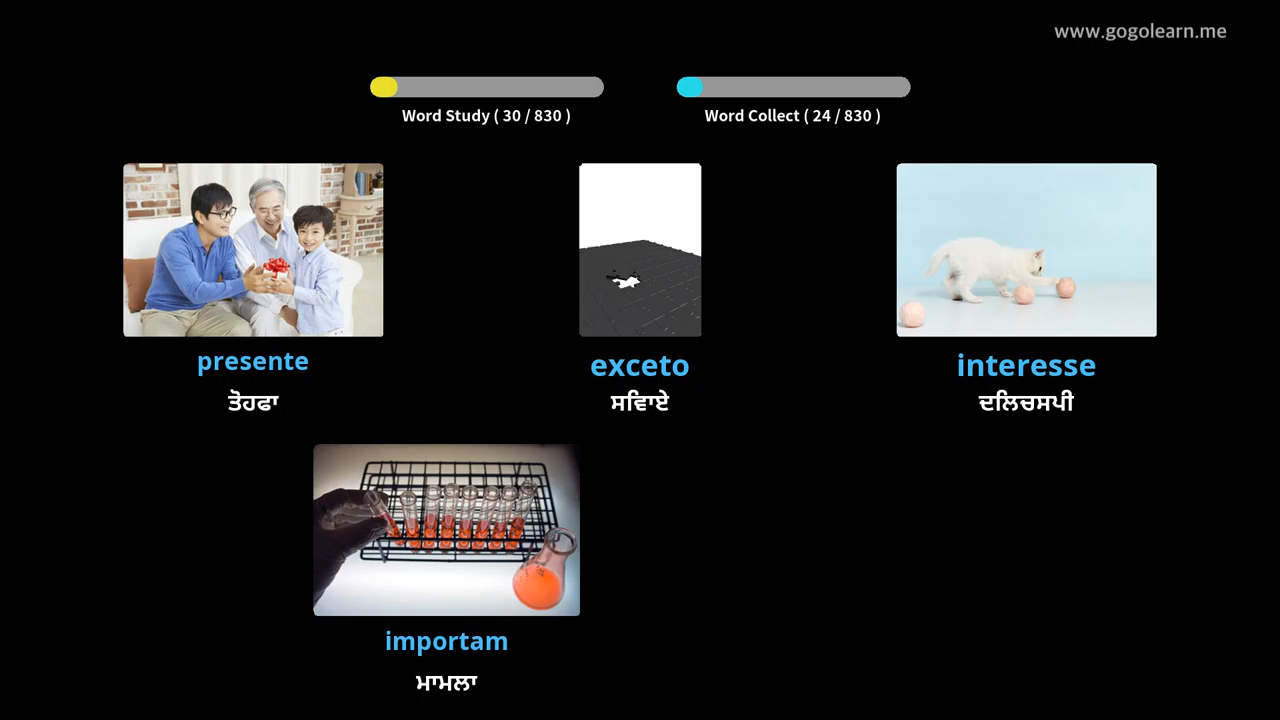 www.gogolearn.me
Word Study ( 30 / 830 )
Word Collect ( 24 / 830 )
presente
ਤੋਹਫਾ
exceto
ਸਵਿਾਏ
interesse
ਦਲਿਚਸਪੀ
importam
ਮਾਮਲਾ